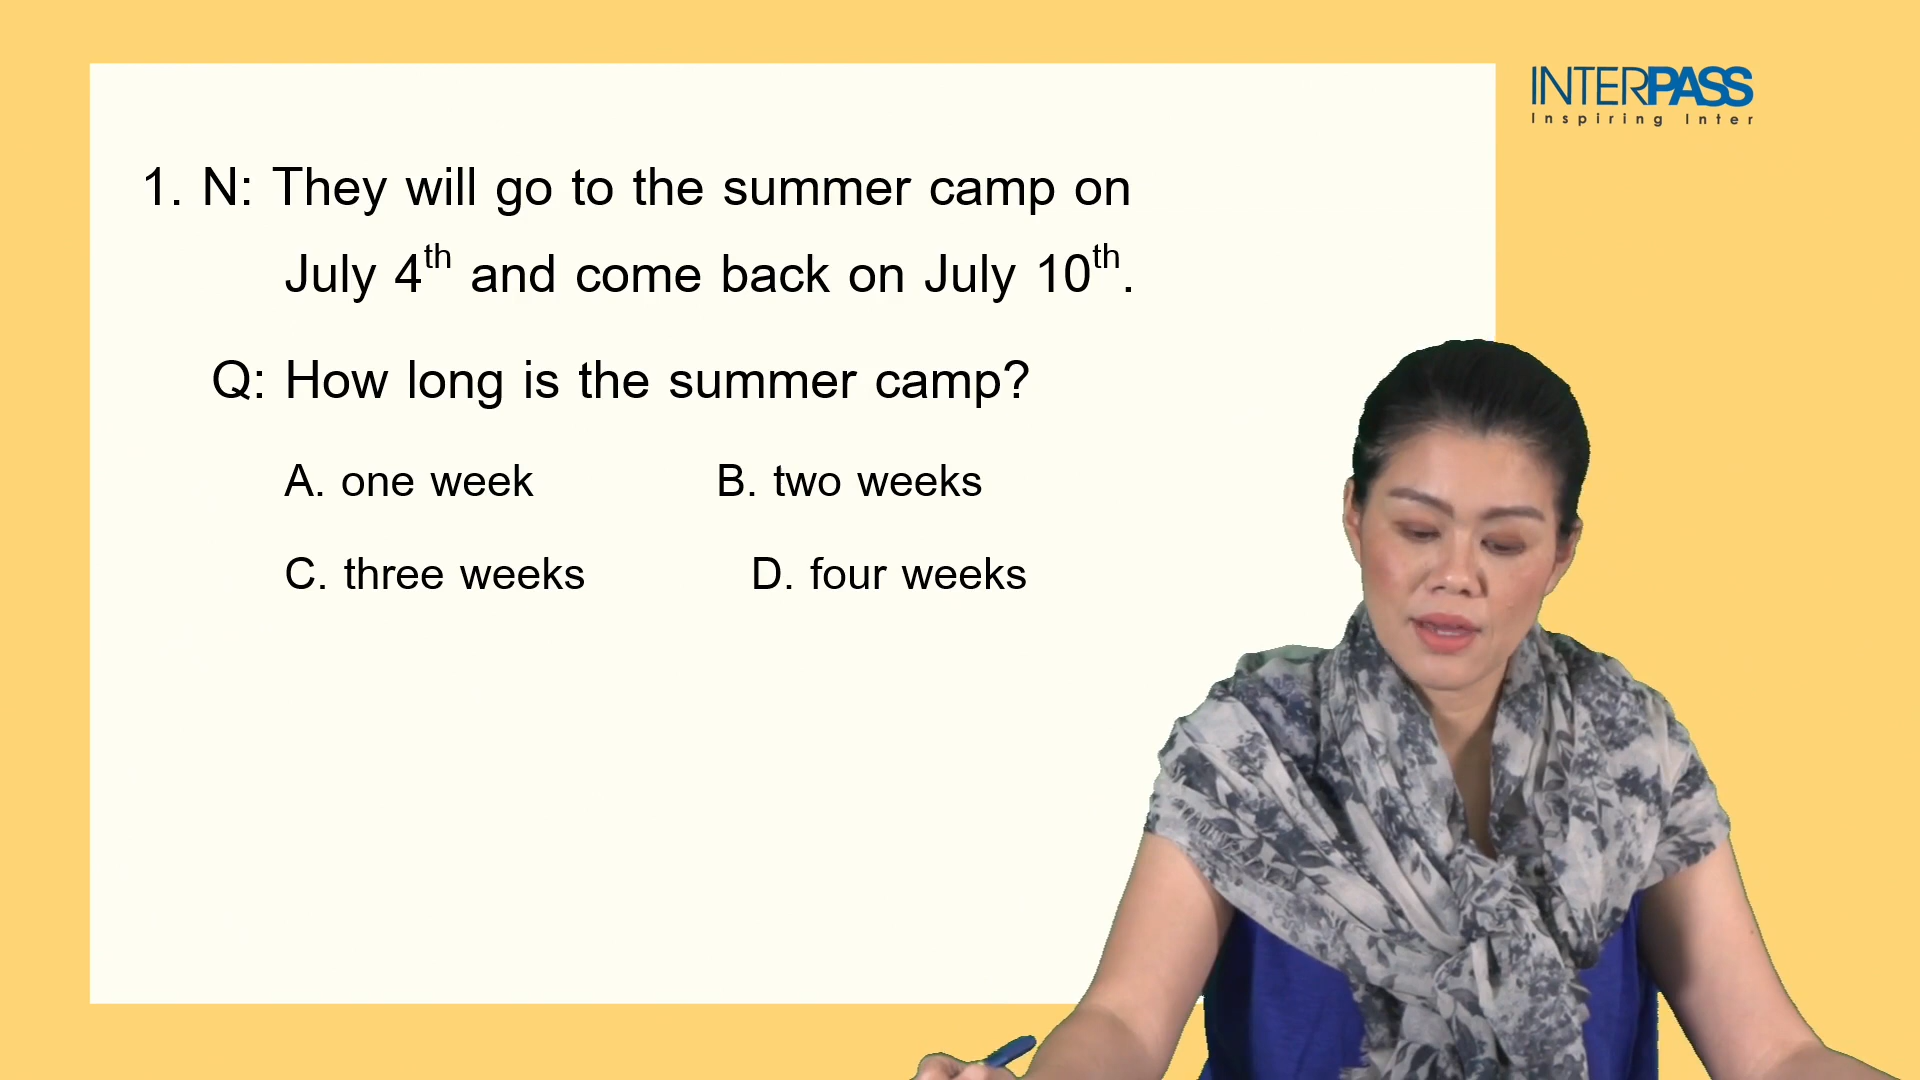 INTERPASS
Inspiring Inter
1. N: They will go to the summer camp on
July 4th and come back on July 10th.
Q: How long is the summer camp?
A. one week B. two weeks
C. three weeks D. four weeks